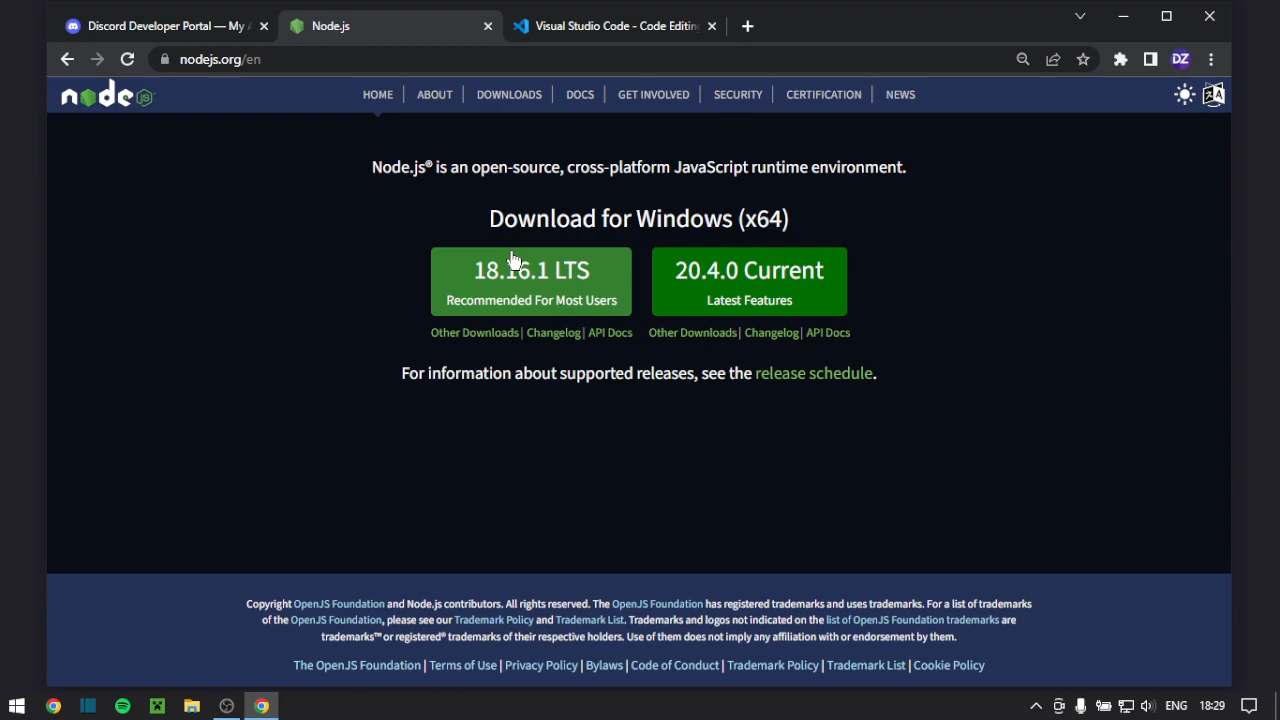 Discord Developer Portal — My A
Node.js
Visual Studio Code - Code Editing
nodejs.org/en
DZ
node
JS
HOME
ABOUT
DOWNLOADS
DOCS
GET INVOLVED
SECURITY
CERTIFICATION
NEWS
Node.js® is an open-source, cross-platform JavaScript runtime environment.
Download for Windows (x64)
18.16.1 LTS
Recommended For Most Users
20.4.0 Current
Latest Features
Other Downloads | Changelog | API Docs
Other Downloads | Changelog | API Docs
For information about supported releases, see the release schedule.
Copyright OpenJS Foundation and Node.js contributors. All rights reserved. The OpenJS Foundation has registered trademarks and uses trademarks. For a list of trademarks
of the OpenJS Foundation, please see our Trademark Policy and Trademark List. Trademarks and logos not indicated on the list of OpenJS Foundation trademarks are
trademarks™ or registered® trademarks of their respective holders. Use of them does not imply any affiliation with or endorsement by them.
The OpenJS Foundation | Terms of Use | Privacy Policy | Bylaws | Code of Conduct | Trademark Policy | Trademark List | Cookie Policy
ENG
18:29